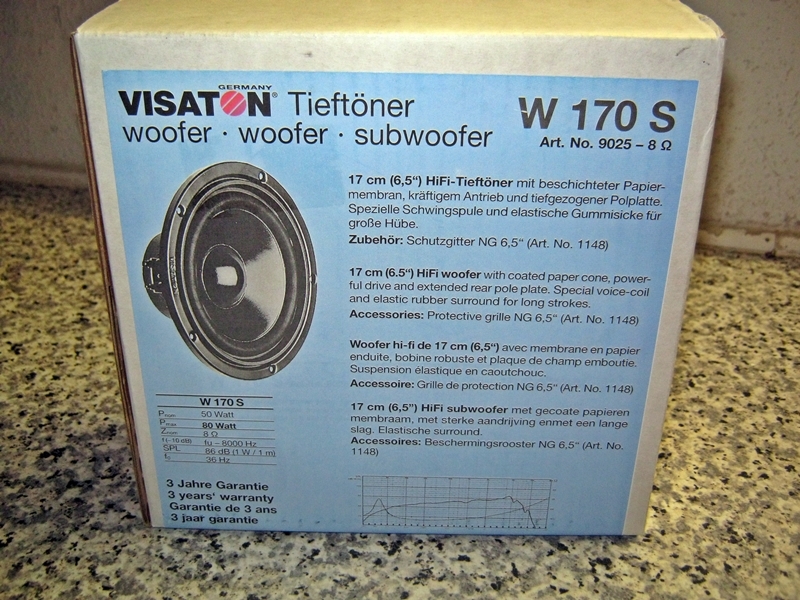 GERMANY
VISATON® Tieftöner
woofer · woofer · subwoofer
W 170 S
Art. No. 9025 – 8 Ω
17 cm (6,5“) HiFi-Tieftöner mit beschichteter Papier-
membran, kräftigem Antrieb und tiefgezogener Polplatte.
Spezielle Schwingspule und elastische Gummisicke für
große Hübe.
Zubehör: Schutzgitter NG 6,5“ (Art. No. 1148)
17 cm (6.5“) HiFi woofer with coated paper cone, power-
ful drive and extended rear pole plate. Special voice-coil
and elastic rubber surround for long strokes.
Accessories: Protective grille NG 6,5“ (Art. No. 1148)
Woofer hi-fi de 17 cm (6,5“) avec membrane en papier
enduite, bobine robuste et plaque de champ emboutie.
Suspension élastique en caoutchouc.
Accessoire: Grille de protection NG 6,5“ (Art. No. 1148)
17 cm (6,5”) HiFi subwoofer met gecoate papieren
membraam, met sterke aandrijving enmet een lange
slag. Elastische surround.
Accessoires: Beschermingsrooster NG 6,5“ (Art. No.
1148)
W 170 S
Pnom 50 Watt
Pmax 80 Watt
Znom 8 Ω
f (–10 dB) fu – 8000 Hz
SPL 86 dB (1 W / 1 m)
36 Hz
3 Jahre Garantie
3 years' warranty
Garantie de 3 ans
3 jaar garantie